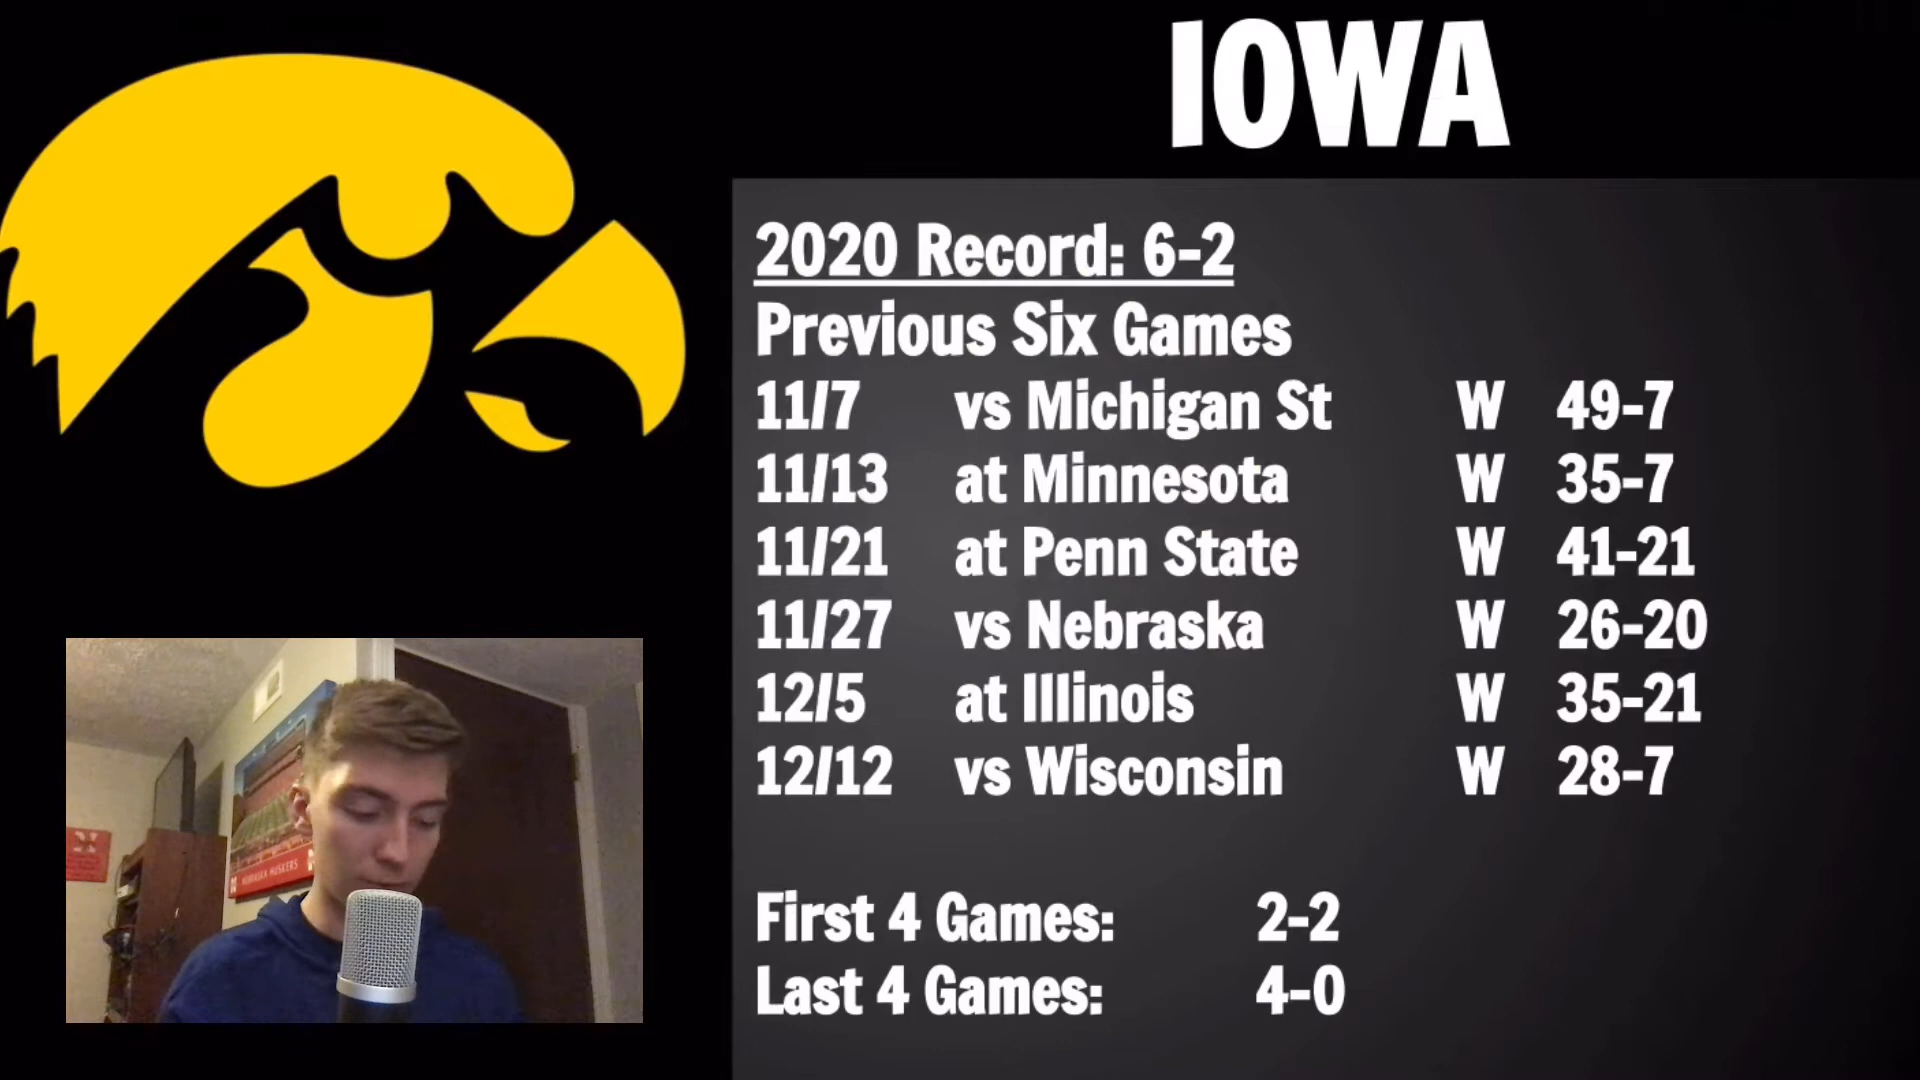 IOWA
2020 Record: 6-2
Previous Six Games
11/7 vs Michigan St W 49-7
11/13 at Minnesota W 35-7
11/21 at Penn State W 41-21
11/27 vs Nebraska W 26-20
12/5 at Illinois W 35-21
12/12 vs Wisconsin W 28-7
First 4 Games: 2-2
Last 4 Games: 4-0
N
N NEBRASKA HUSKERS N